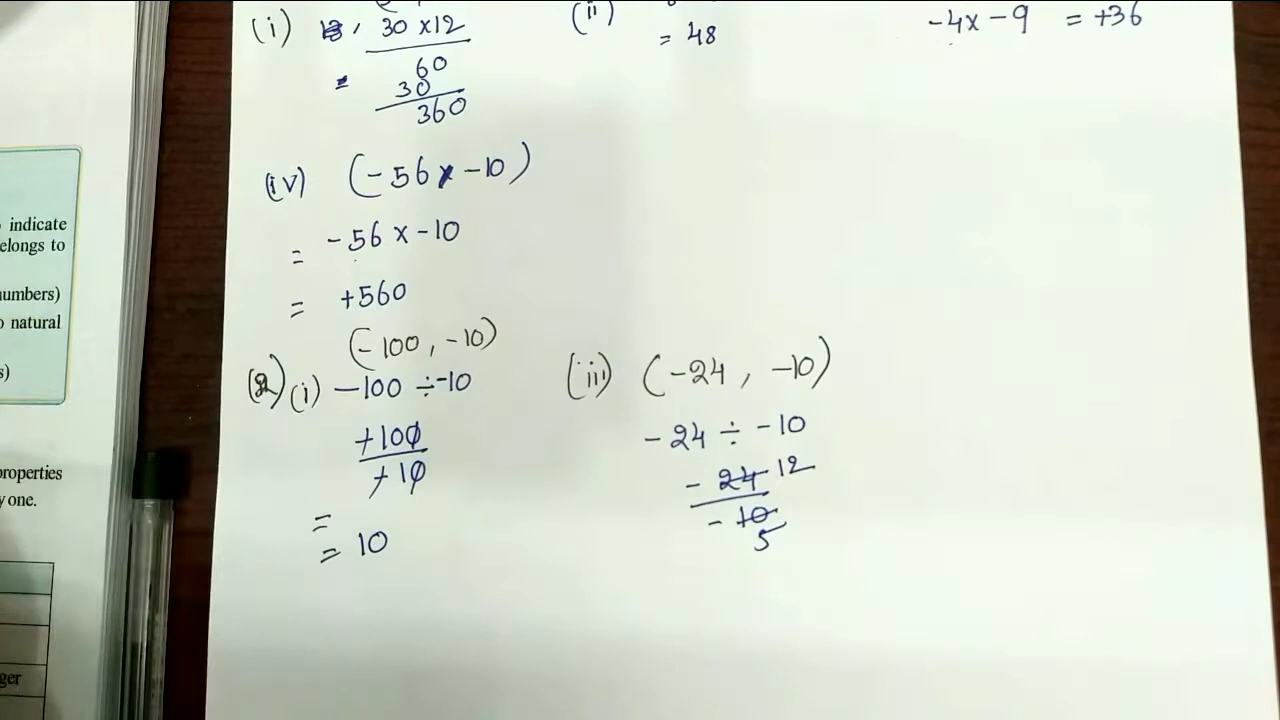 (i) 30 x 12
60
30
360
(ii)
= 48
-4x -9 = +36
(iv) (-56 x -10)
= -56 x -10
= +560
(-100, -10)
(2) (i) -100 ÷ -10
+100
+10
=
= 10
(iii) (-24, -10)
-24 ÷ -10
- 24 12
- 10
5
indicate
elongs to
umbers)
natural
s)
properties
y one.
ger